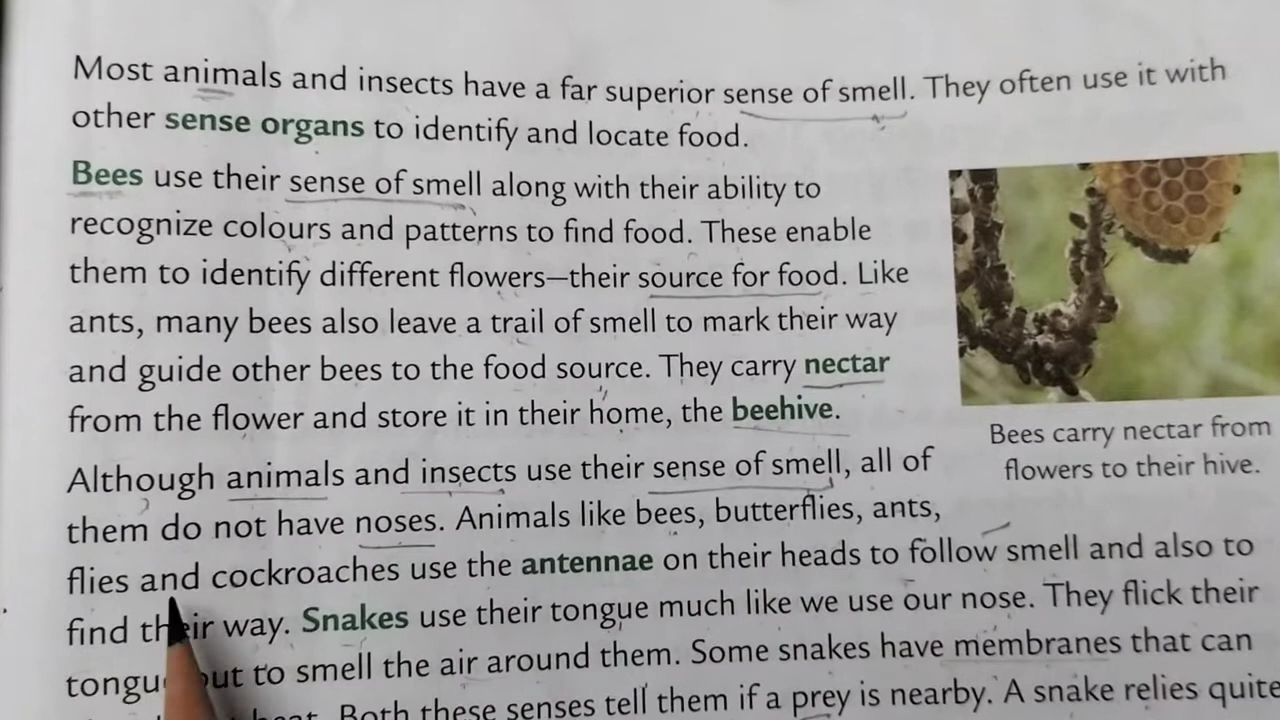 Most animals and insects have a far superior sense of smell. They often use it with
other sense organs to identify and locate food.
Bees use their sense of smell along with their ability to
recognize colours and patterns to find food. These enable
them to identify different flowers—their source for food. Like
ants, many bees also leave a trail of smell to mark their way
and guide other bees to the food source. They carry nectar
from the flower and store it in their home, the beehive.
Bees carry nectar from
flowers to their hive.
Although animals and insects use their sense of smell, all of
them do not have noses. Animals like bees, butterflies, ants,
flies and cockroaches use the antennae on their heads to follow smell and also to
find their way. Snakes use their tongue much like we use our nose. They flick their
to smell the air around them. Some snakes have membranes that can
heat. Both these senses tell them if a prey is nearby. A snake relies quite